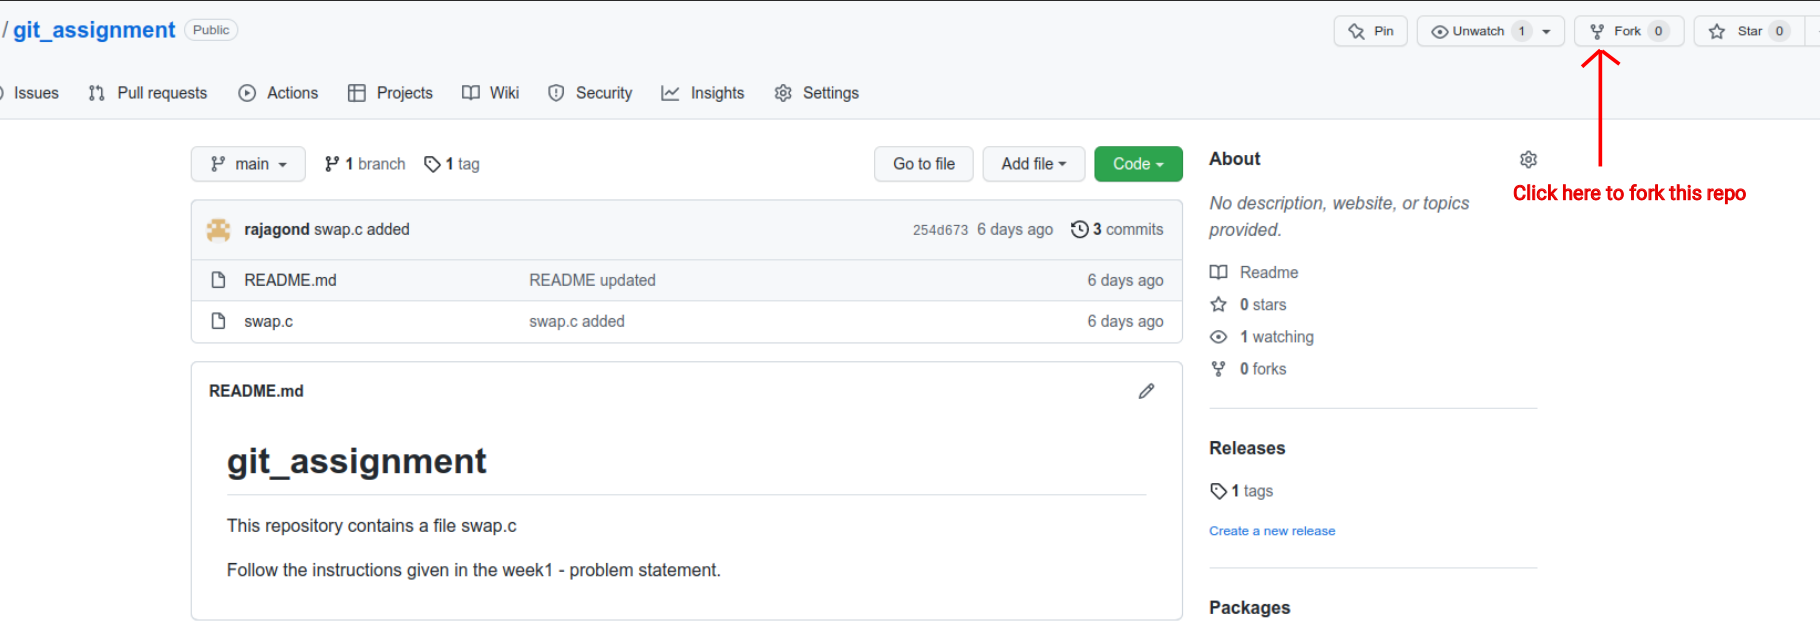 / git_assignment Public Pin Unwatch 1 Fork 0 Star 0
Issues Pull requests Actions Projects Wiki Security Insights Settings
main 1 branch 1 tag Go to file Add file Code
rajagond swap.c added 254d673 6 days ago 3 commits
README.md README updated 6 days ago
swap.c swap.c added 6 days ago
README.md
git_assignment
This repository contains a file swap.c
Follow the instructions given in the week1 - problem statement.
About
No description, website, or topics
provided.
Readme
0 stars
1 watching
0 forks
Releases
1 tags
Create a new release
Packages
Click here to fork this repo